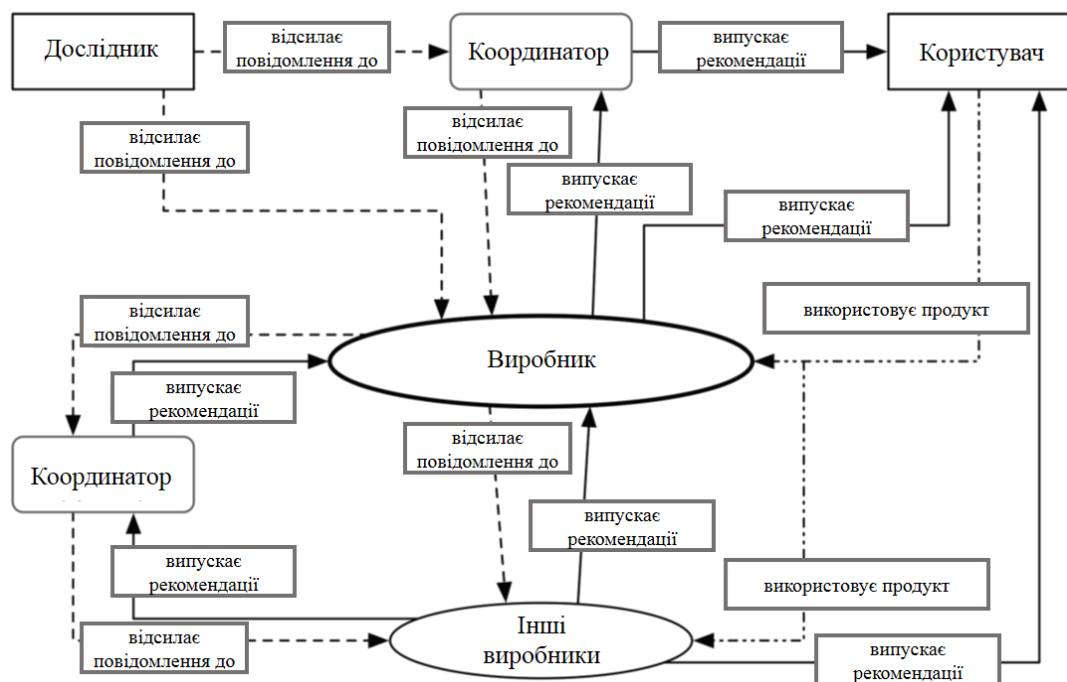 Дослідник
відсилає
повідомлення до
Координатор
випускає
рекомендації
Користувач
відсилає
повідомлення до
відсилає
повідомлення до
випускає
рекомендації
випускає
рекомендації
відсилає
повідомлення до
використовує продукт
Виробник
випускає
рекомендації
відсилає
повідомлення до
Координатор
випускає
рекомендації
випускає
рекомендації
використовує продукт
відсилає
повідомлення до
Інші
виробники
випускає
рекомендації